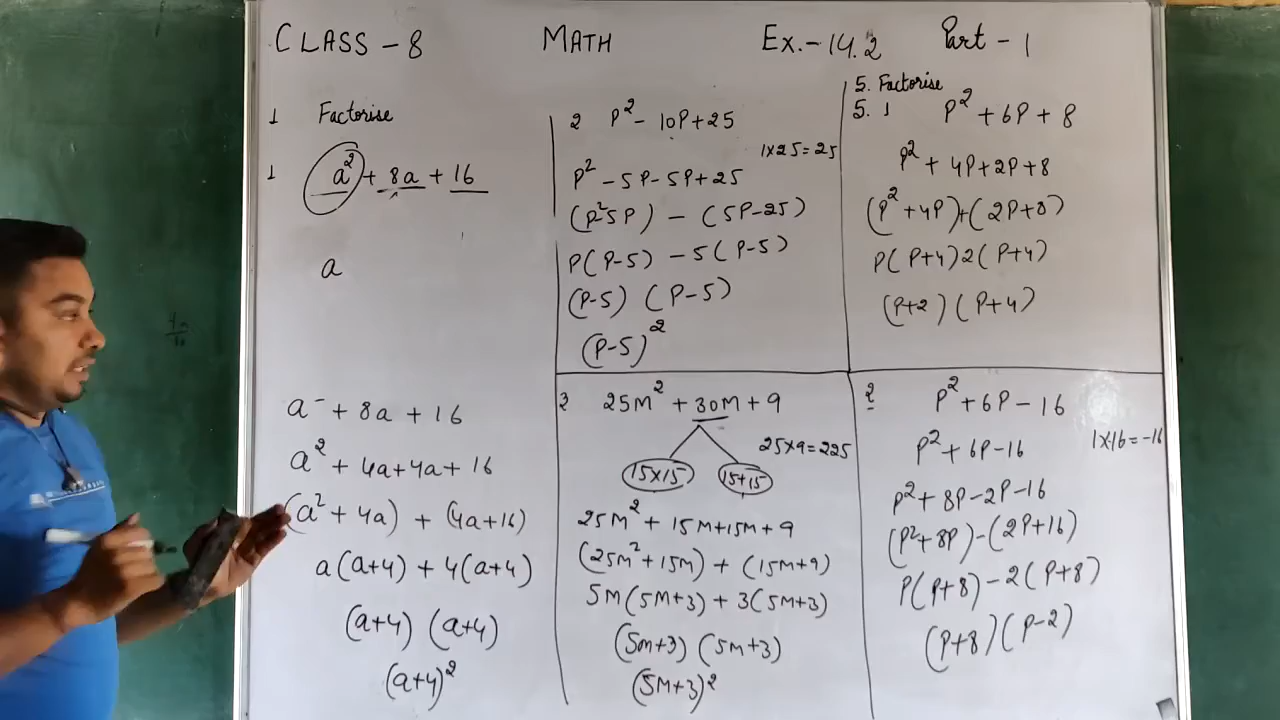 CLASS - 8 MATH Ex.-14.2 Part - 1
1 Factorise
1 a² + 8a + 16
a
a⁻ + 8a + 16
a² + 4a+4a+ 16
(a² + 4a) + (4a+16)
a(a+4) + 4(a+4)
(a+4) (a+4)
(a+4)²
2 P² - 10P+25
1x25=25
P² - 5P-5P+25
(P²5P) - (5P-25)
P(P-5) - 5(P-5)
(P-5) (P-5)
(P-5)²
3 25M² + 30M + 9
25x9=225
15x15 15+15
25M² + 15M+15M+9
(25M²+15M) + (15M+9)
5M(5M+3) + 3(5M+3)
(5M+3) (5M+3)
(5M+3)²
5. Factorise
5. 1 P² + 6P + 8
P² + 4P+2P+8
(P²+4P)+(2P+8)
P(P+4)2(P+4)
(P+2) (P+4)
2 P²+6P-16
1x-16=-16
P²+6P-16
P²+8P-2P-16
(P²+8P)-(2P+16)
P(P+8)-2(P+8)
(P+8)(P-2)